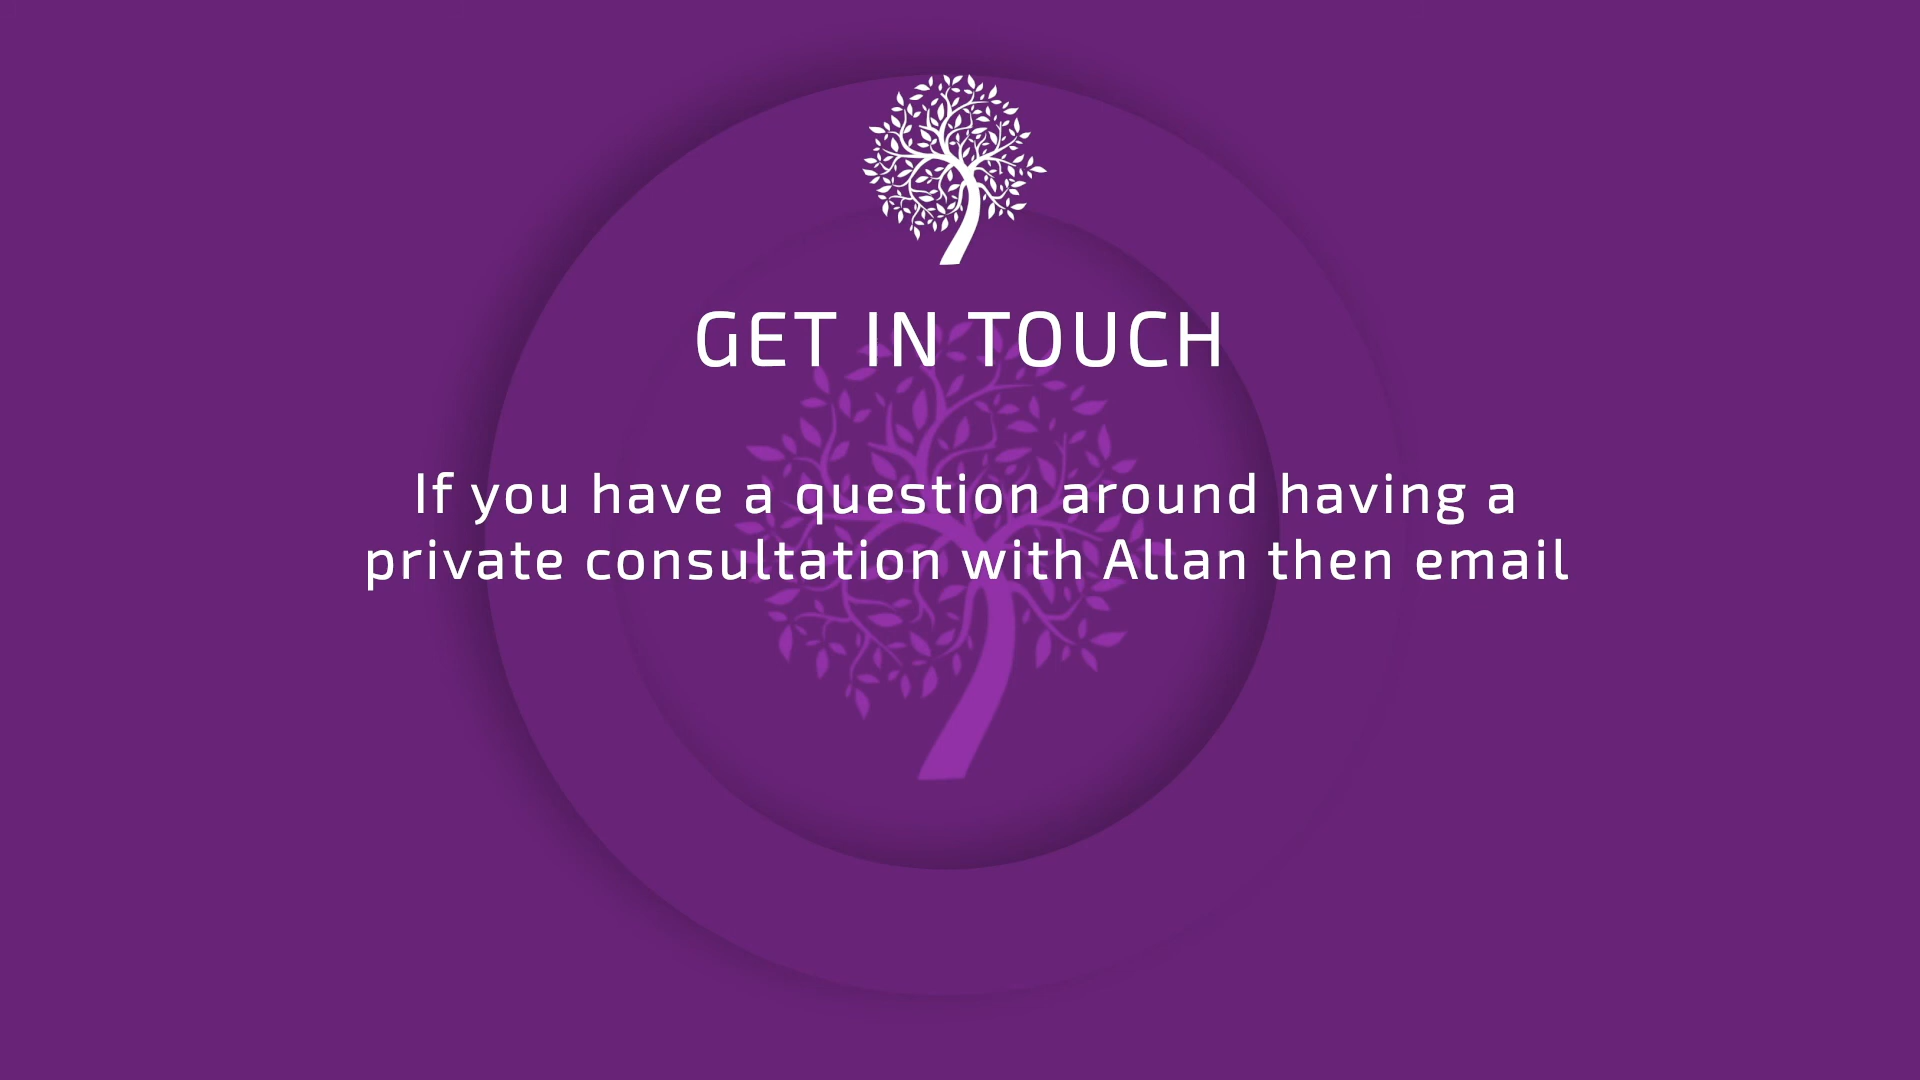 GET IN TOUCH
If you have a question around having a
private consultation with Allan then email